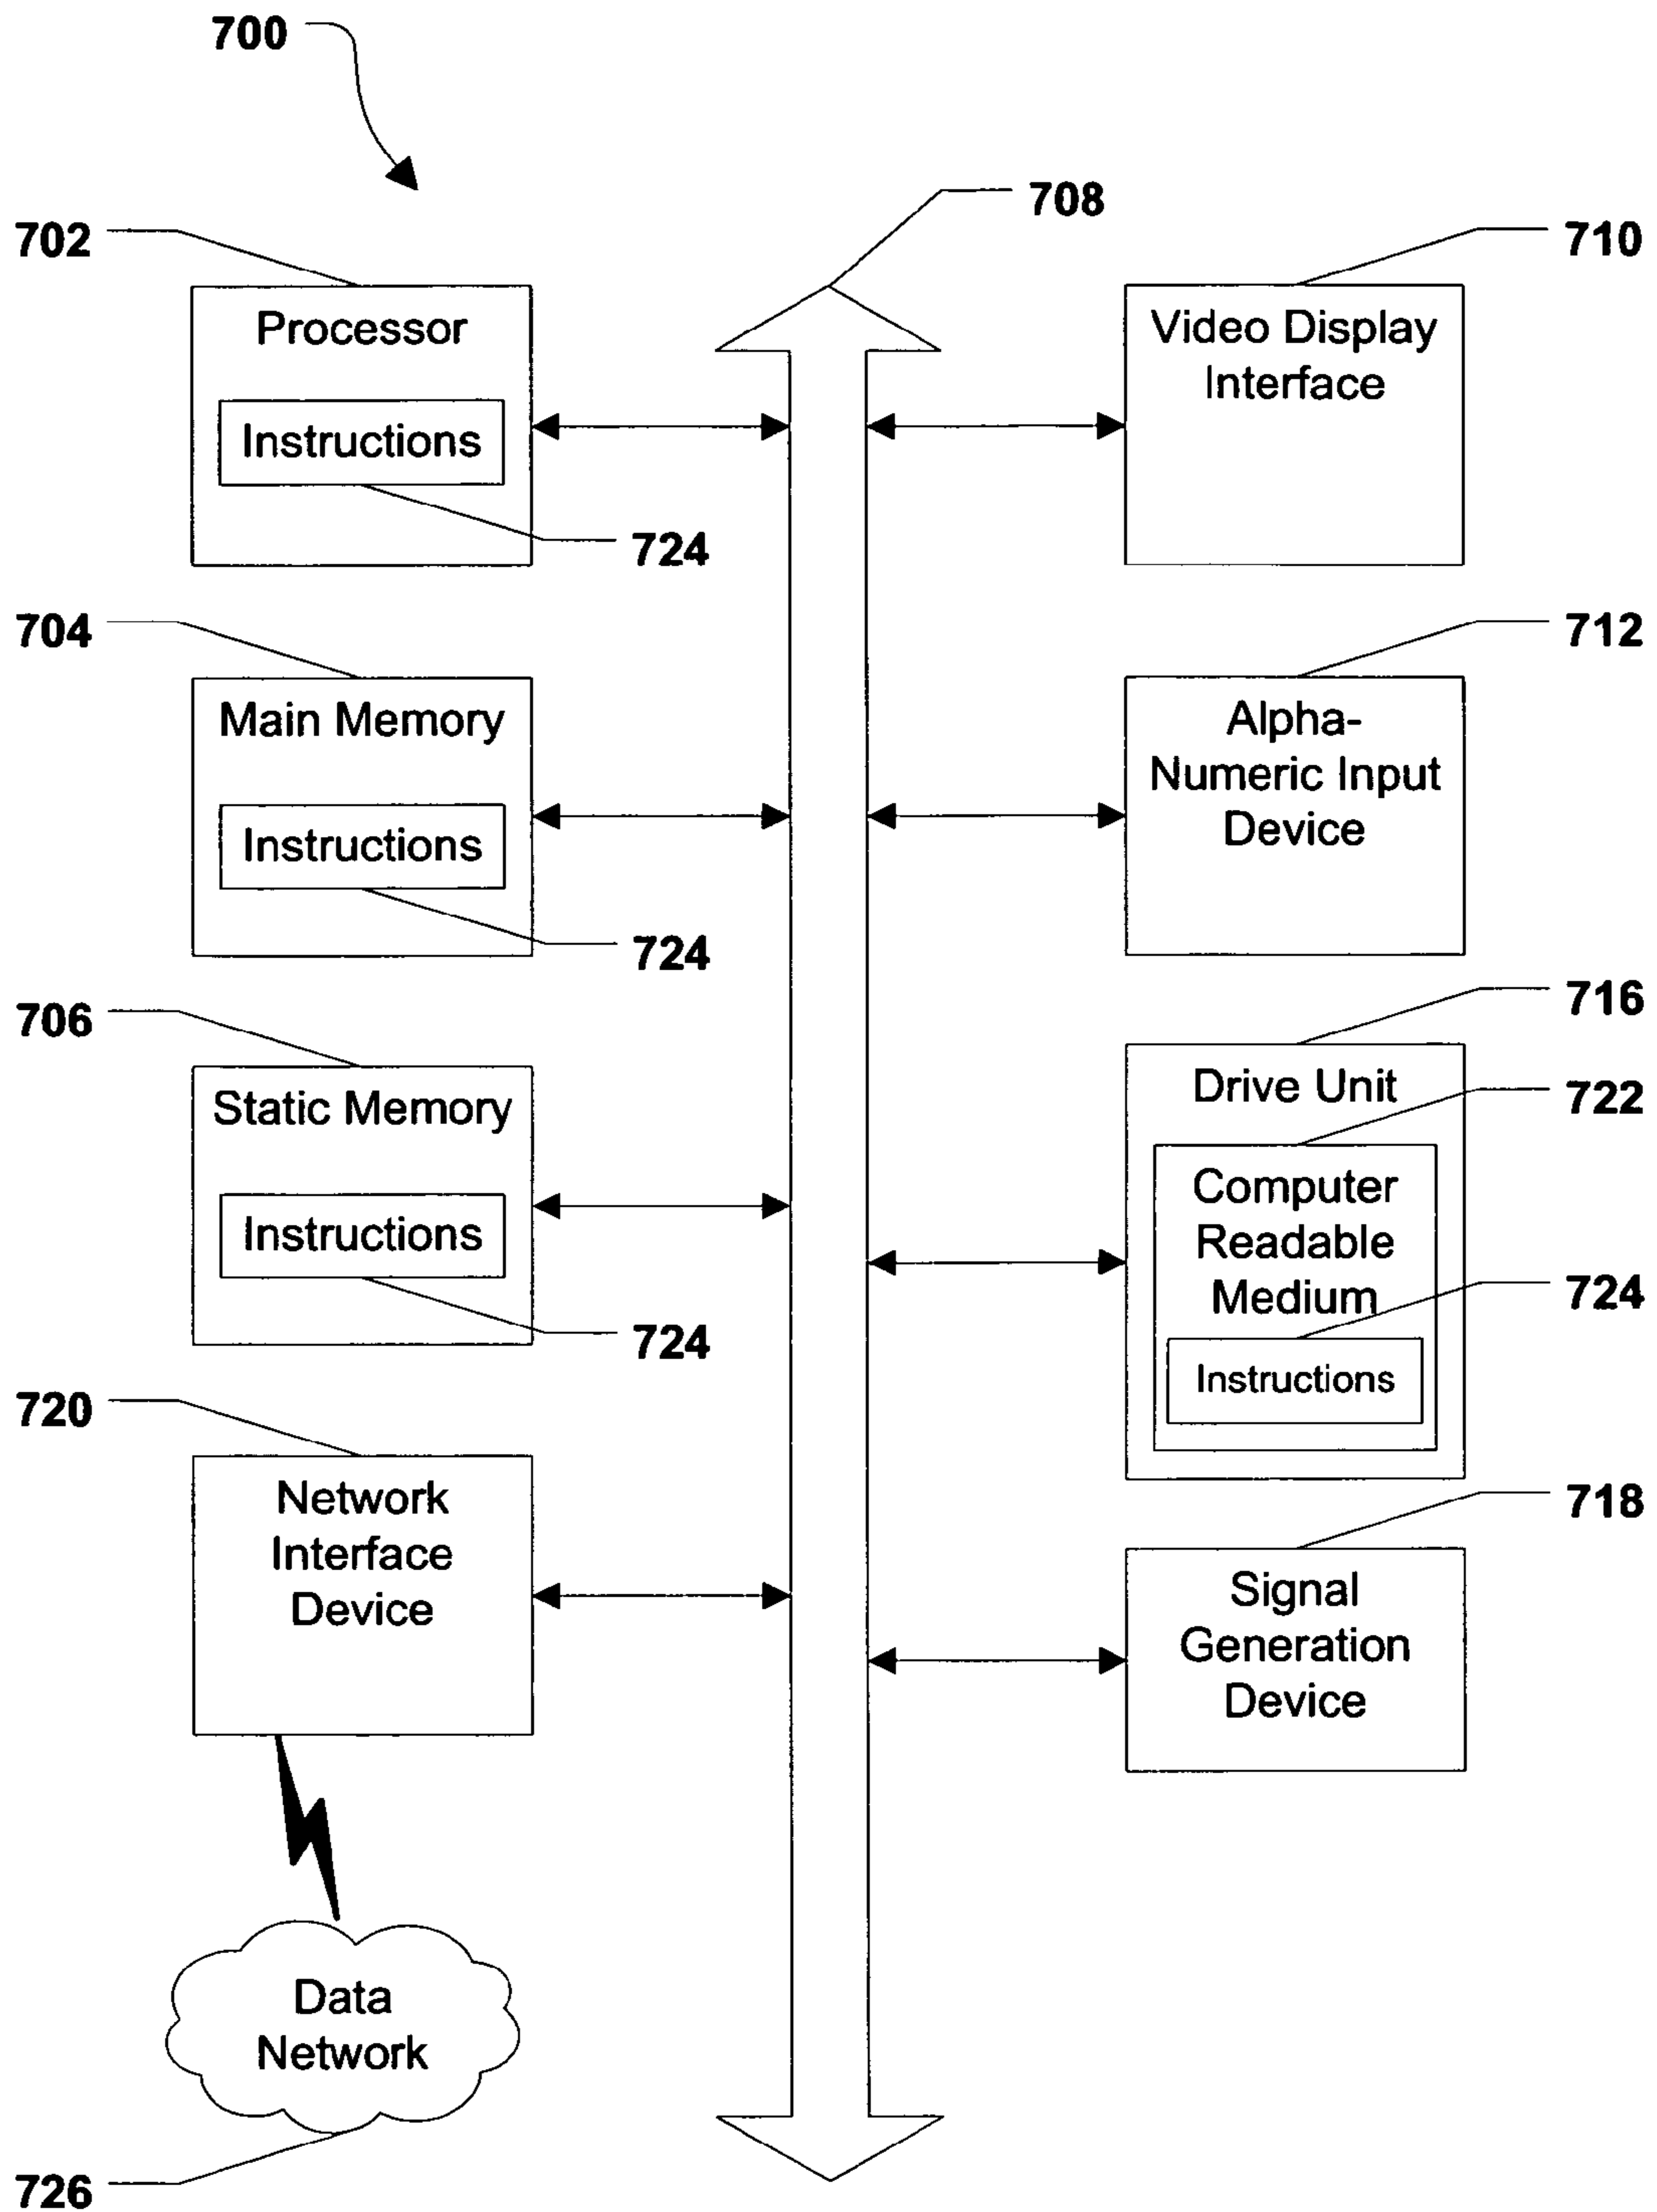 700
708
702
710
Processor
Instructions
724
Video Display
Interface
704
712
Main Memory
Instructions
724
Alpha-
Numeric Input
Device
706
716
Static Memory
Instructions
724
Drive Unit
722
Computer
Readable
Medium
724
Instructions
720
718
Network
Interface
Device
Signal
Generation
Device
Data
Network
726